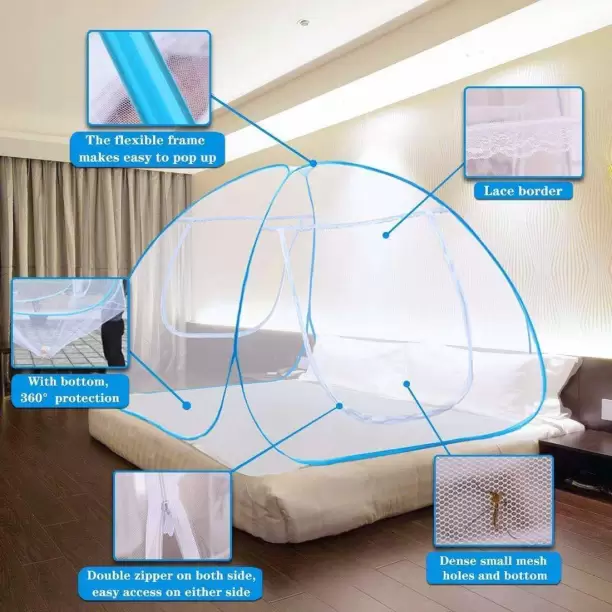 The flexible frame
makes easy to pop up
Lace border
With bottom,
360° protection
Double zipper on both side,
easy access on either side
Dense small mesh
holes and bottom